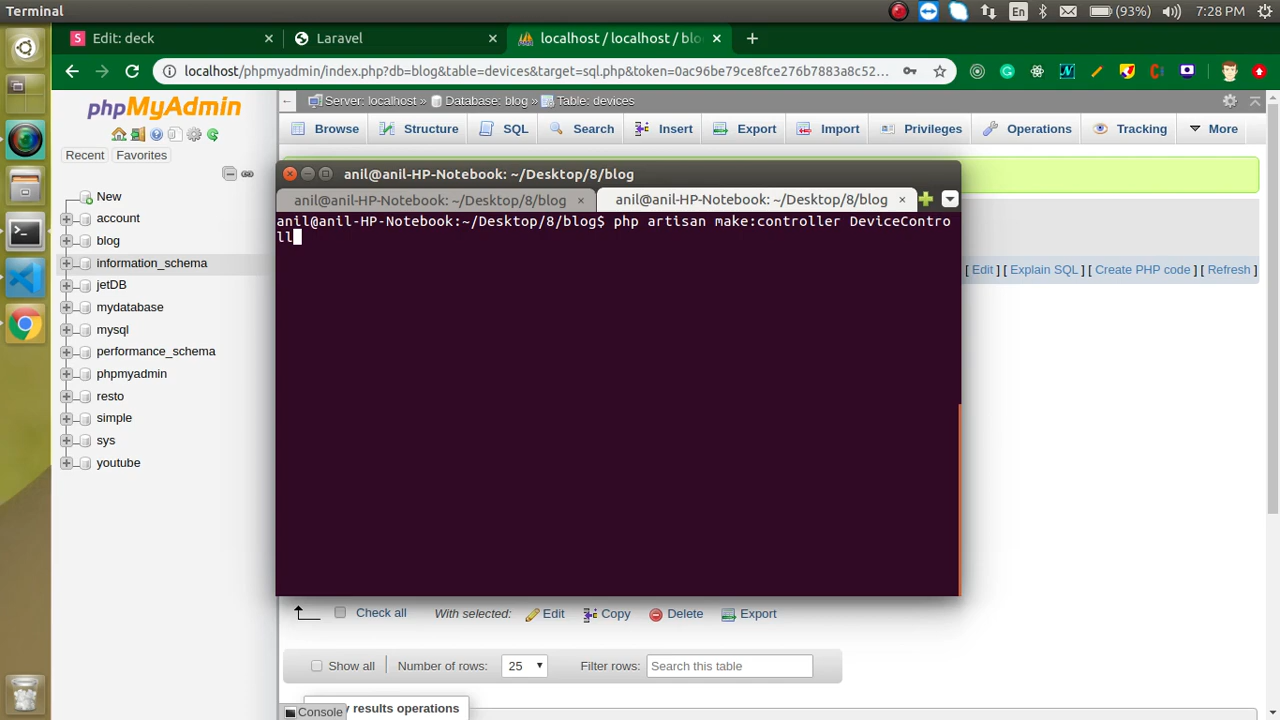 Terminal
En
(93%)
7:28 PM
Edit: deck
Laravel
localhost / localhost / blo
localhost/phpmyadmin/index.php?db=blog&table=devices&target=sql.php&token=0ac96be79ce8fce276b7883a8c52...
phpMyAdmin
Server: localhost » Database: blog » Table: devices
Browse Structure SQL Search Insert Export Import Privileges Operations Tracking More
Recent Favorites
New
account
blog
information_schema
jetDB
mydatabase
mysql
performance_schema
phpmyadmin
resto
simple
sys
youtube
anil@anil-HP-Notebook: ~/Desktop/8/blog
anil@anil-HP-Notebook: ~/Desktop/8/blog × anil@anil-HP-Notebook: ~/Desktop/8/blog ×
anil@anil-HP-Notebook:~/Desktop/8/blog$ php artisan make:controller DeviceContro
ll
[ Edit ] [ Explain SQL ] [ Create PHP code ] [ Refresh ]
Check all With selected: Edit Copy Delete Export
Show all Number of rows: 25 Filter rows: Search this table
results operations
Console